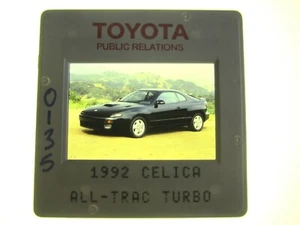 TOYOTA
PUBLIC RELATIONS
0135
1992 CELICA
ALL-TRAC TURBO